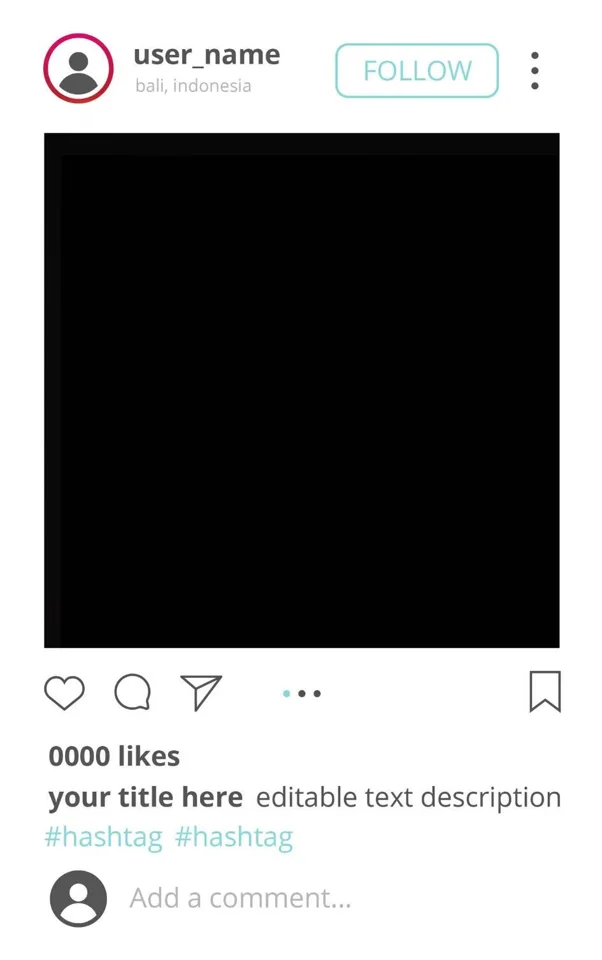 user_name
bali, indonesia
FOLLOW
0000 likes
your title here editable text description
#hashtag #hashtag
Add a comment...